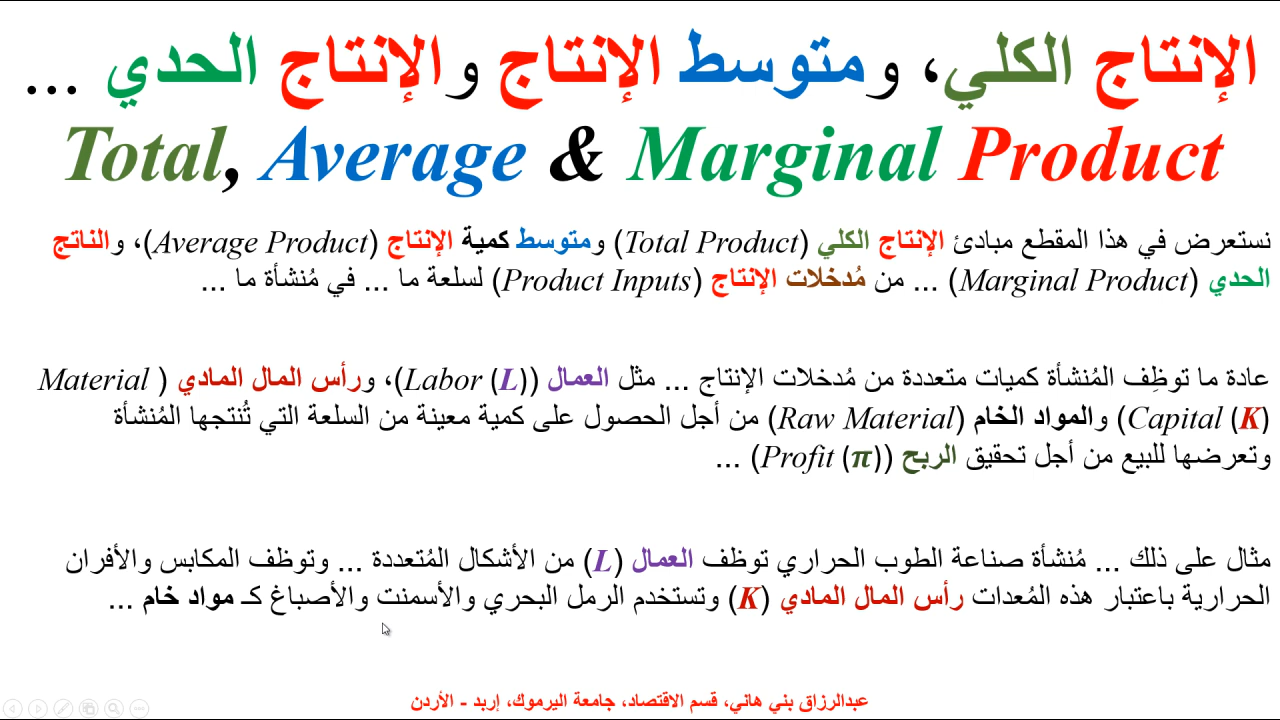 الإنتاج الكلي، ومتوسط الإنتاج والإنتاج الحدي ...
Total, Average & Marginal Product
نستعرض في هذا المقطع مبادئ الإنتاج الكلي (Total Product) ومتوسط كمية الإنتاج (Average Product)، والناتج
الحدي (Marginal Product) ... من مُدخلات الإنتاج (Product Inputs) لسلعة ما ... في مُنشأة ما ...
عادة ما توظِف المُنشأة كميات متعددة من مُدخلات الإنتاج ... مثل العمال (Labor (L))، ورأس المال المادي (Material
Capital (K)) والمواد الخام (Raw Material) من أجل الحصول على كمية معينة من السلعة التي تُنتجها المُنشأة
وتعرضها للبيع من أجل تحقيق الربح (Profit (π)) ...
مثال على ذلك ... مُنشأة صناعة الطوب الحراري توظف العمال (L) من الأشكال المُتعددة ... وتوظف المكابس والأفران
الحرارية باعتبار هذه المُعدات رأس المال المادي (K) وتستخدم الرمل البحري والأسمنت والأصباغ كـ مواد خام ...
عبدالرزاق بني هاني، قسم الاقتصاد، جامعة اليرموك، إربد - الأردن